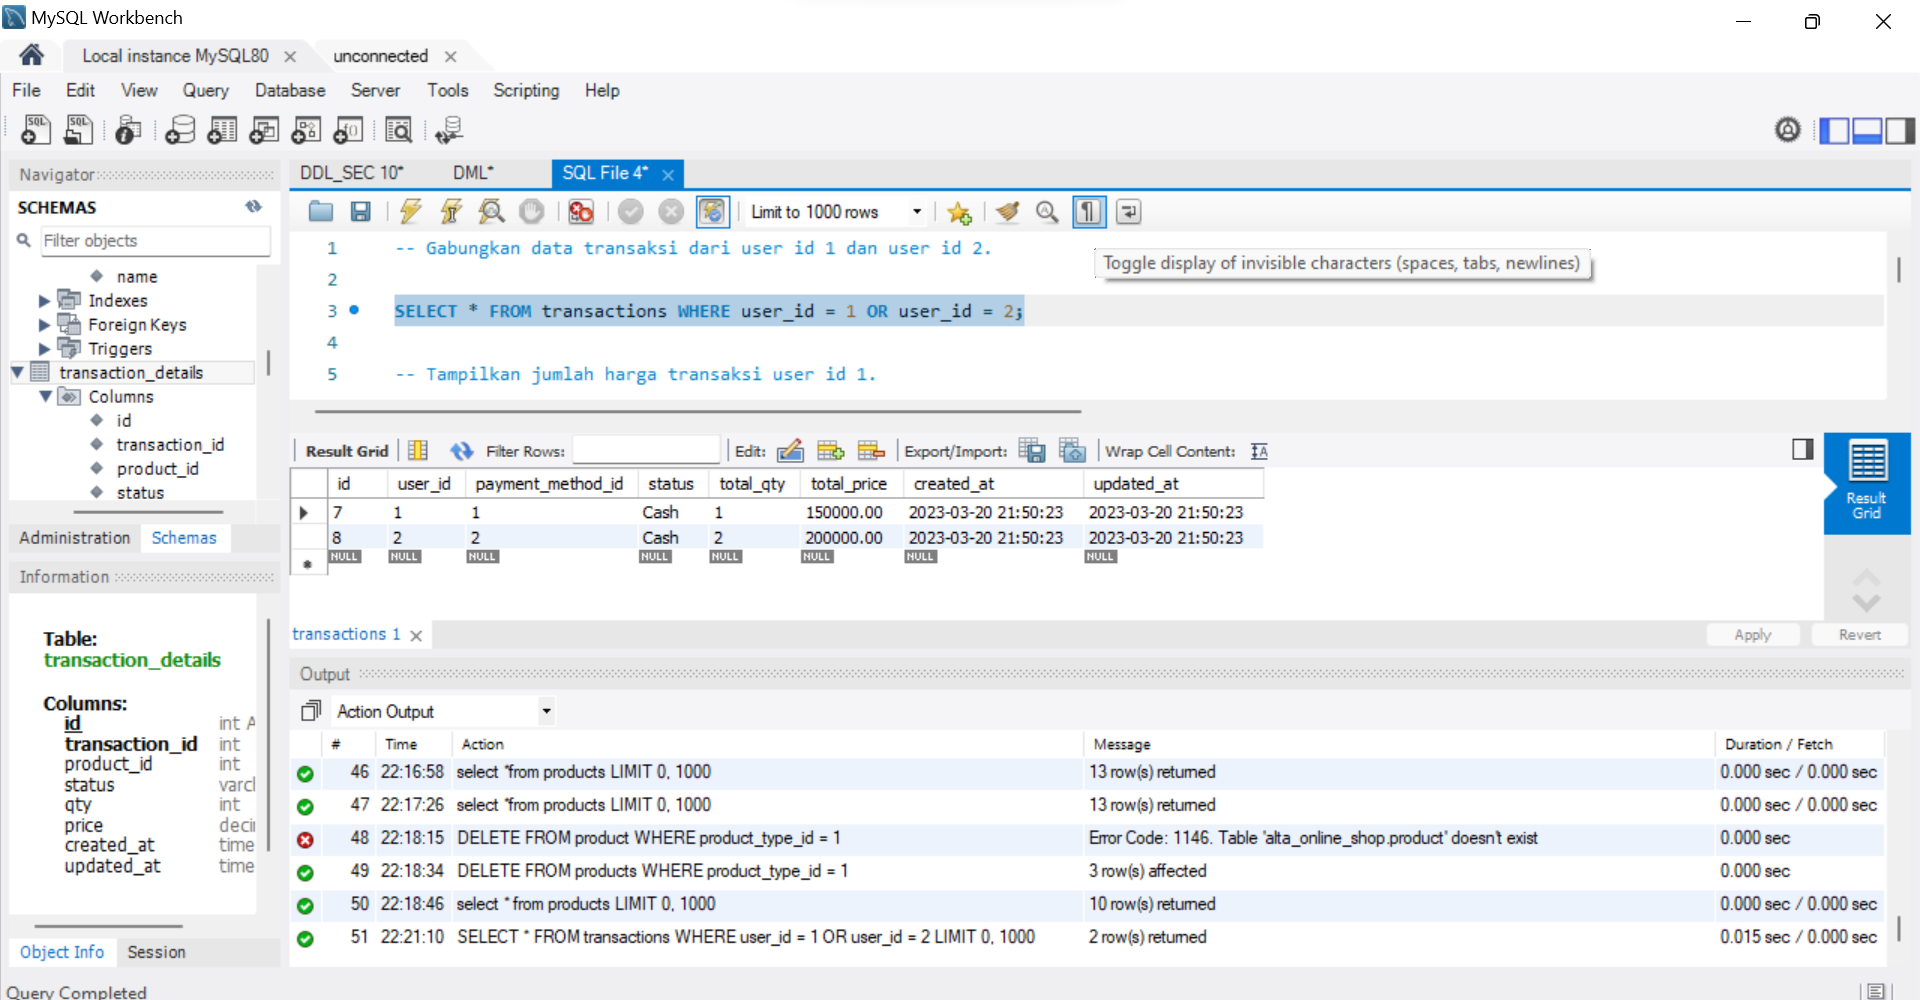 MySQL Workbench
Local instance MySQL80
unconnected
File Edit View Query Database Server Tools Scripting Help
Navigator
SCHEMAS
Filter objects
name
Indexes
Foreign Keys
Triggers
transaction_details
Columns
id
transaction_id
product_id
status
Administration Schemas
Information
Table:
transaction_details
Columns:
id int A
transaction_id int
product_id int
status varcl
qty int
price deci
created_at time
updated_at time
Object Info Session
Query Completed
DDL_SEC 10* DML* SQL File 4*
Limit to 1000 rows
1 -- Gabungkan data transaksi dari user id 1 dan user id 2.
Toggle display of invisible characters (spaces, tabs, newlines)
2
3 SELECT * FROM transactions WHERE user_id = 1 OR user_id = 2;
4
5 -- Tampilkan jumlah harga transaksi user id 1.
Result Grid Filter Rows: Edit: Export/Import: Wrap Cell Content:
id user_id payment_method_id status total_qty total_price created_at updated_at
7 1 1 Cash 1 150000.00 2023-03-20 21:50:23 2023-03-20 21:50:23
8 2 2 Cash 2 200000.00 2023-03-20 21:50:23 2023-03-20 21:50:23
NULL NULL NULL NULL NULL NULL NULL NULL
Result
Grid
transactions 1
Apply Revert
Output
Action Output
# Time Action Message Duration / Fetch
46 22:16:58 select *from products LIMIT 0, 1000 13 row(s) returned 0.000 sec / 0.000 sec
47 22:17:26 select *from products LIMIT 0, 1000 13 row(s) returned 0.000 sec / 0.000 sec
48 22:18:15 DELETE FROM product WHERE product_type_id = 1 Error Code: 1146. Table 'alta_online_shop.product' doesn't exist 0.000 sec
49 22:18:34 DELETE FROM products WHERE product_type_id = 1 3 row(s) affected 0.000 sec
50 22:18:46 select * from products LIMIT 0, 1000 10 row(s) returned 0.000 sec / 0.000 sec
51 22:21:10 SELECT * FROM transactions WHERE user_id = 1 OR user_id = 2 LIMIT 0, 1000 2 row(s) returned 0.015 sec / 0.000 sec